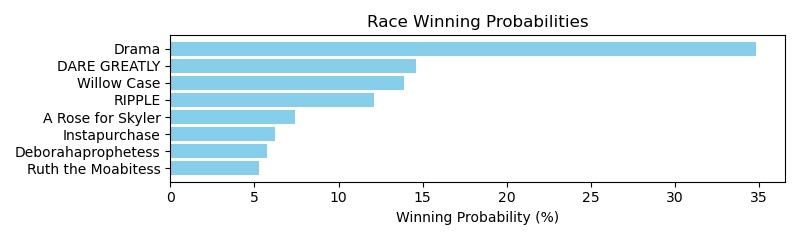 Race Winning Probabilities
Drama
DARE GREATLY
Willow Case
RIPPLE
A Rose for Skyler
Instapurchase
Deborahaprophetess
Ruth the Moabitess
0 5 10 15 20 25 30 35
Winning Probability (%)